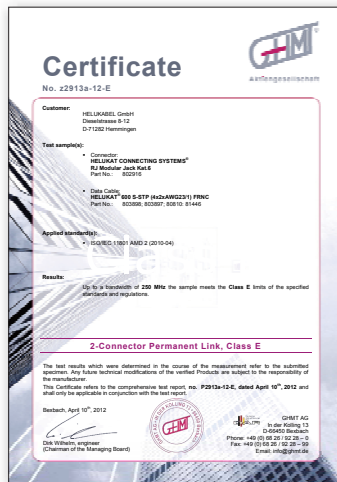 GHMT®
Aktiengesellschaft
Certificate
No. z2913a-12-E
Customer:
HELUKABEL GmbH
Dieselstrasse 8-12
D-71282 Hemmingen
Test sample(s):
• Connector:
HELUKAT CONNECTING SYSTEMS®
RJ Modular Jack Kat.6
Part No.: 802916
• Data Cable:
HELUKAT® 600 S-STP (4x2xAWG23/1) FRNC
Part No.: 803898; 803897; 80810; 81446
Applied standard(s):
• ISO/IEC 11801 AMD 2 (2010-04)
Results:
Up to a bandwidth of 250 MHz the sample meets the Class E limits of the specified
standards and regulations.
2-Connector Permanent Link, Class E
The test results which were determined in the course of the measurement refer to the submitted
specimen. Any future technical modifications of the verified Products are subject to the responsibility of
the manufacturer.
This Certificate refers to the comprehensive test report, no. P2913a-12-E, dated April 10th, 2012 and
shall only be applicable in conjunction with the test report.
Bexbach, April 10th, 2012
Dirk Wilhelm, engineer
(Chairman of the Managing Board)
GHMT
GHMT AG
In der Kolling 13
D-66450 Bexbach
Phone: +49 (0) 68 26 / 92 28 – 0
Fax: +49 (0) 68 26 / 92 28 – 99
Email: info@ghmt.de